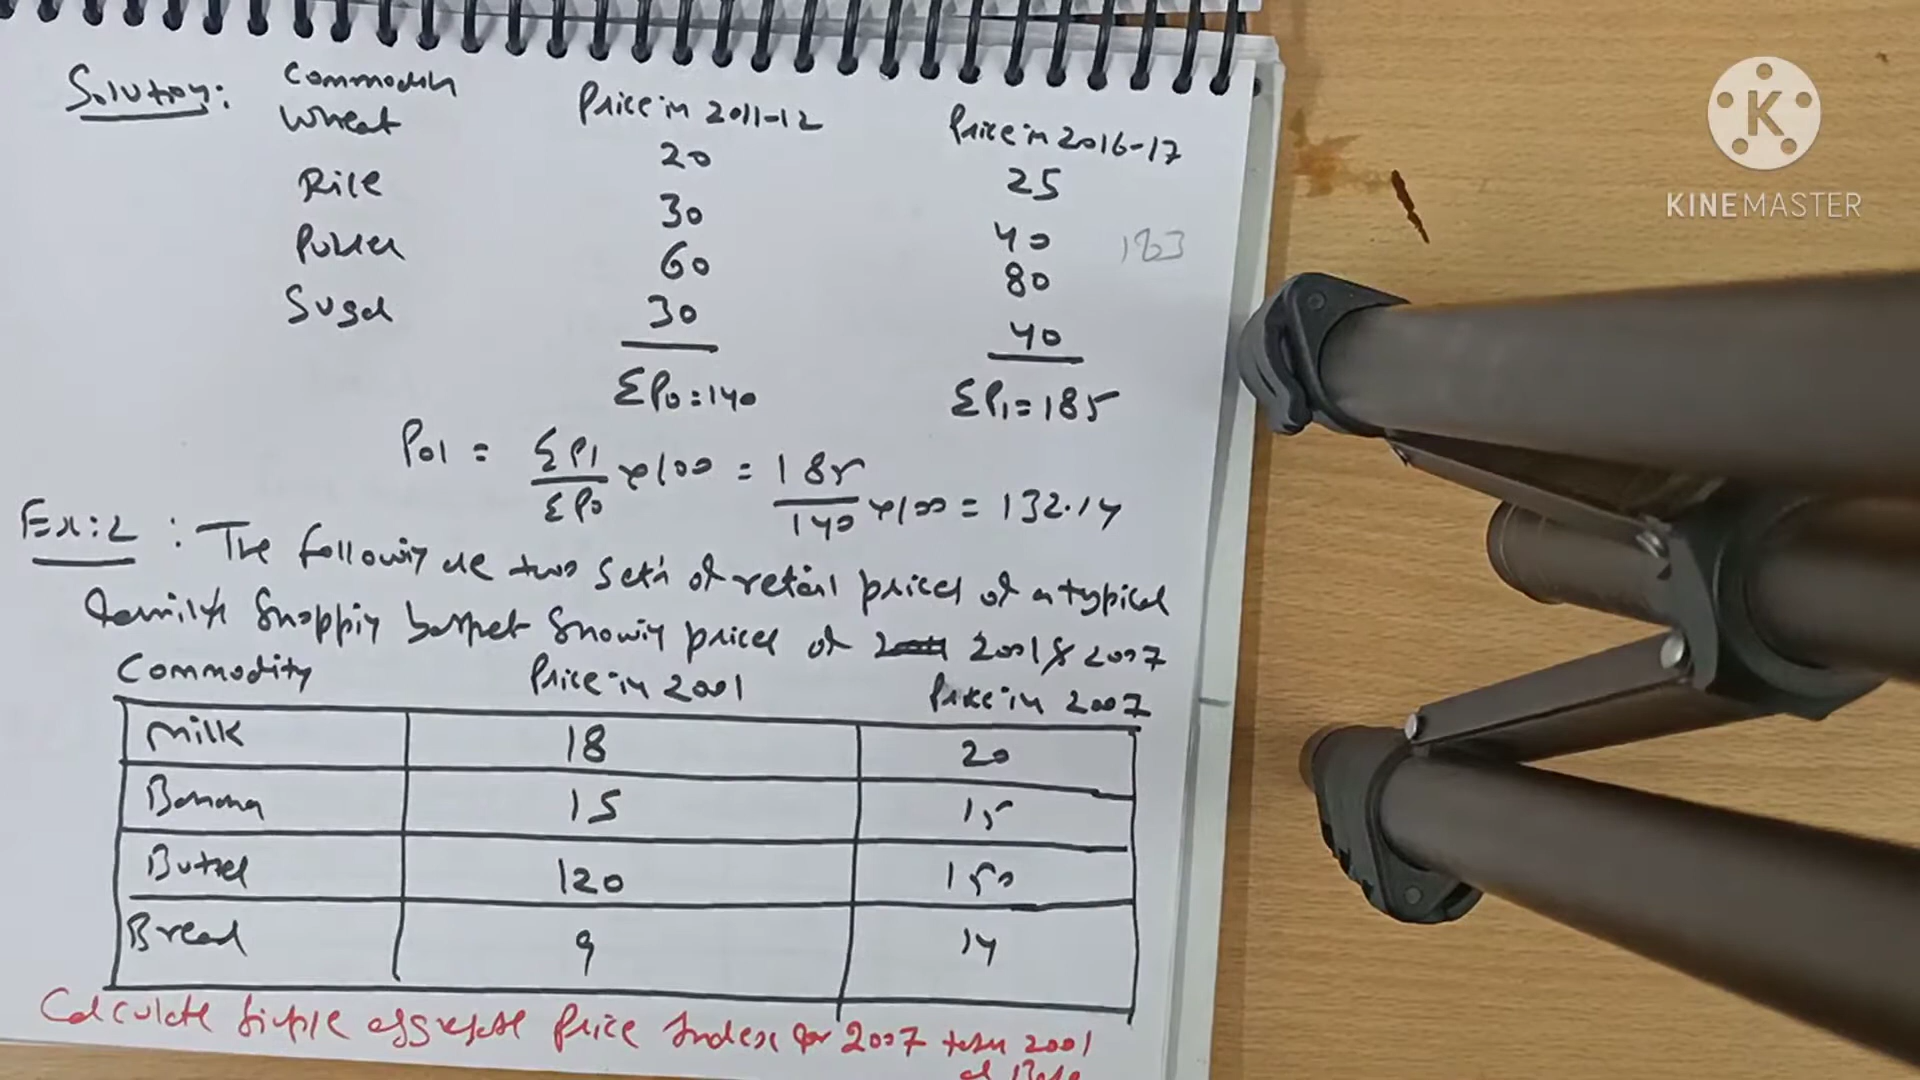 Solution:
Commodity Price in 2011-12 Price in 2016-17
Wheat 20 25
Rice 30 40
Pulses 60 80
Sugar 30 40
ΣP0=140 ΣP1=185
P01 = ΣP1/ΣP0 × 100 = 185/140 × 100 = 132.14
Ex:2 : The following are two sets of retail prices of a typical
family's shopping basket showing prices of 2001 & 2007
Commodity Price in 2001 Price in 2007
Milk 18 20
Banana 15 15
Butter 120 150
Bread 9 14
Calculate simple aggregate Price Index for 2007 taking 2001
as Base
K
KINEMASTER